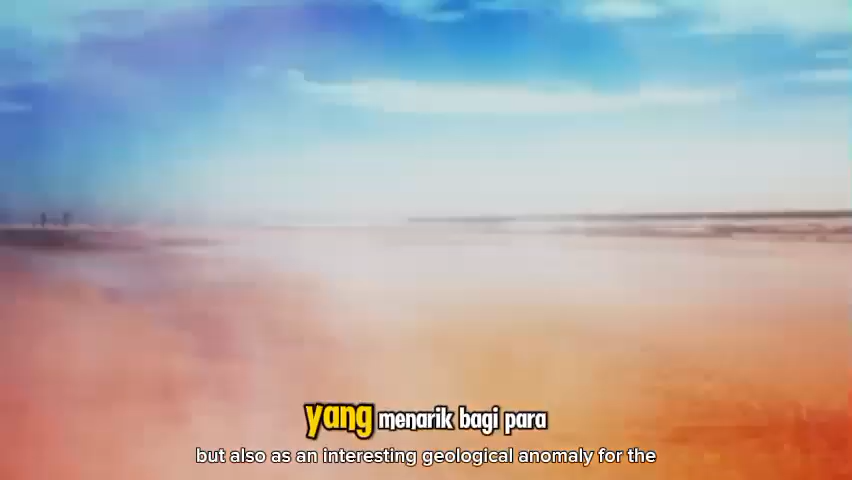 yang menarik bagi para
but also as an interesting geological anomaly for the